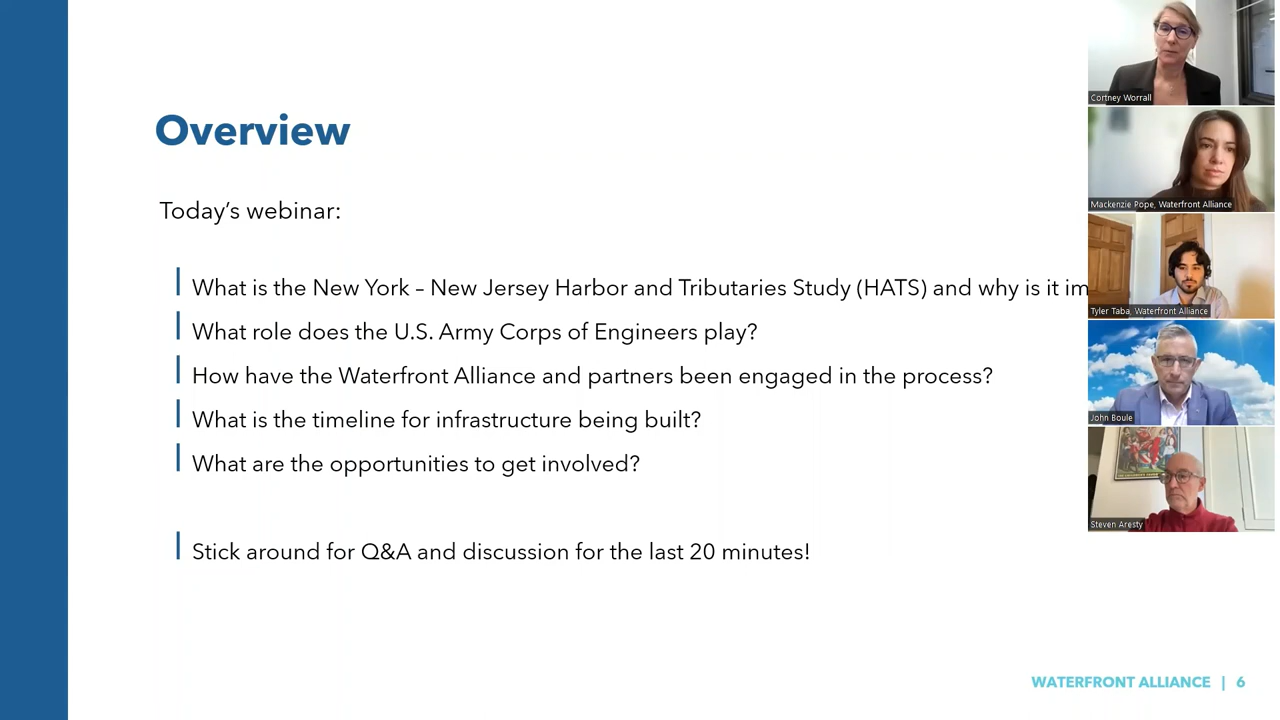 Overview
Today's webinar:
What is the New York – New Jersey Harbor and Tributaries Study (HATS) and why is it im
What role does the U.S. Army Corps of Engineers play?
How have the Waterfront Alliance and partners been engaged in the process?
What is the timeline for infrastructure being built?
What are the opportunities to get involved?
Stick around for Q&A and discussion for the last 20 minutes!
WATERFRONT ALLIANCE | 6
Cortney Worrall
Mackenzie Pope, Waterfront Alliance
Tyler Taba, Waterfront Alliance
John Boule
Steven Aresty